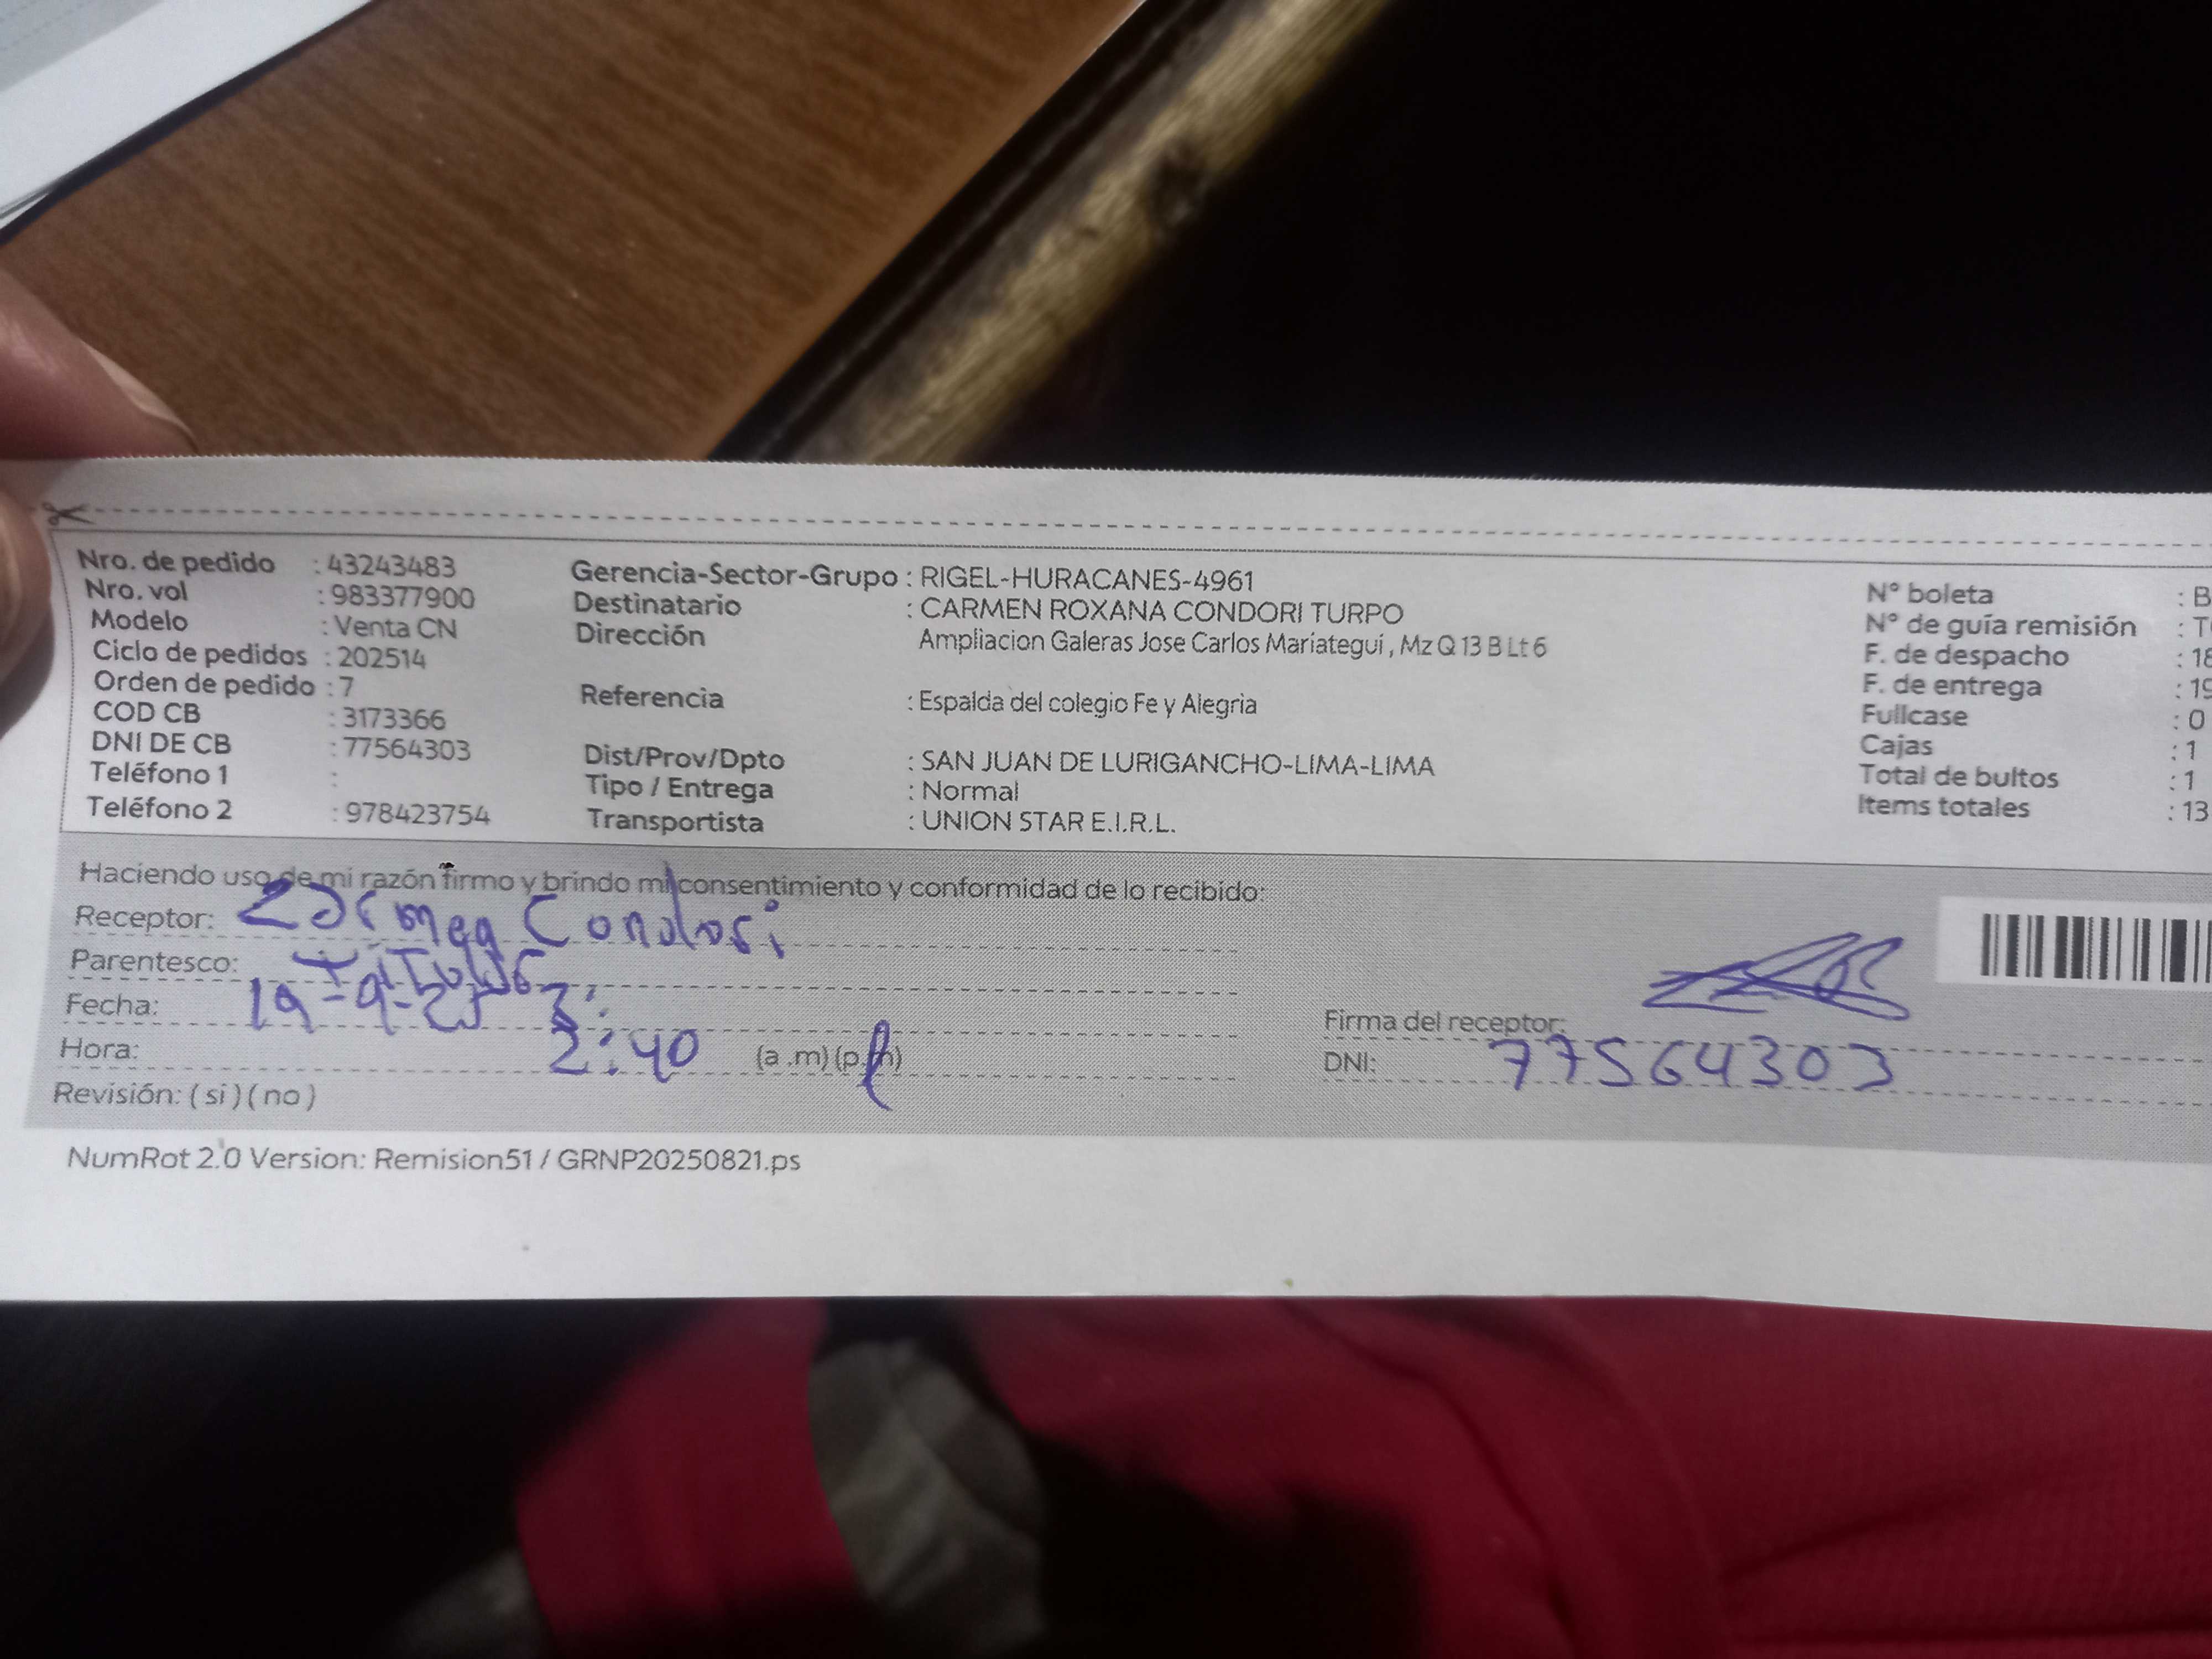 Nro. de pedido : 43243483
Nro. vol : 983377900
Modelo : Venta CN
Ciclo de pedidos : 202514
Orden de pedido : 7
COD CB : 3173366
DNI DE CB : 77564303
Teléfono 1 :
Teléfono 2 : 978423754
Gerencia-Sector-Grupo : RIGEL-HURACANES-4961
Destinatario : CARMEN ROXANA CONDORI TURPO
Dirección Ampliacion Galeras Jose Carlos Mariategui , Mz Q 13 B Lt 6
Referencia : Espalda del colegio Fe y Alegria
Dist/Prov/Dpto : SAN JUAN DE LURIGANCHO-LIMA-LIMA
Tipo / Entrega : Normal
Transportista : UNION STAR E.I.R.L.
N° boleta : B
N° de guía remisión : T
F. de despacho : 18
F. de entrega : 19
Fullcase : 0
Cajas : 1
Total de bultos : 1
Items totales : 13
Haciendo uso de mi razón firmo y brindo mi consentimiento y conformidad de lo recibido:
Receptor: Condori
Parentesco:
Fecha: 19-9-25
Hora: 2:40 (a .m) (p.m)
Revisión: ( si ) ( no )
Firma del receptor:
DNI: 77564303
NumRot 2.0 Version: Remision51 / GRNP20250821.ps